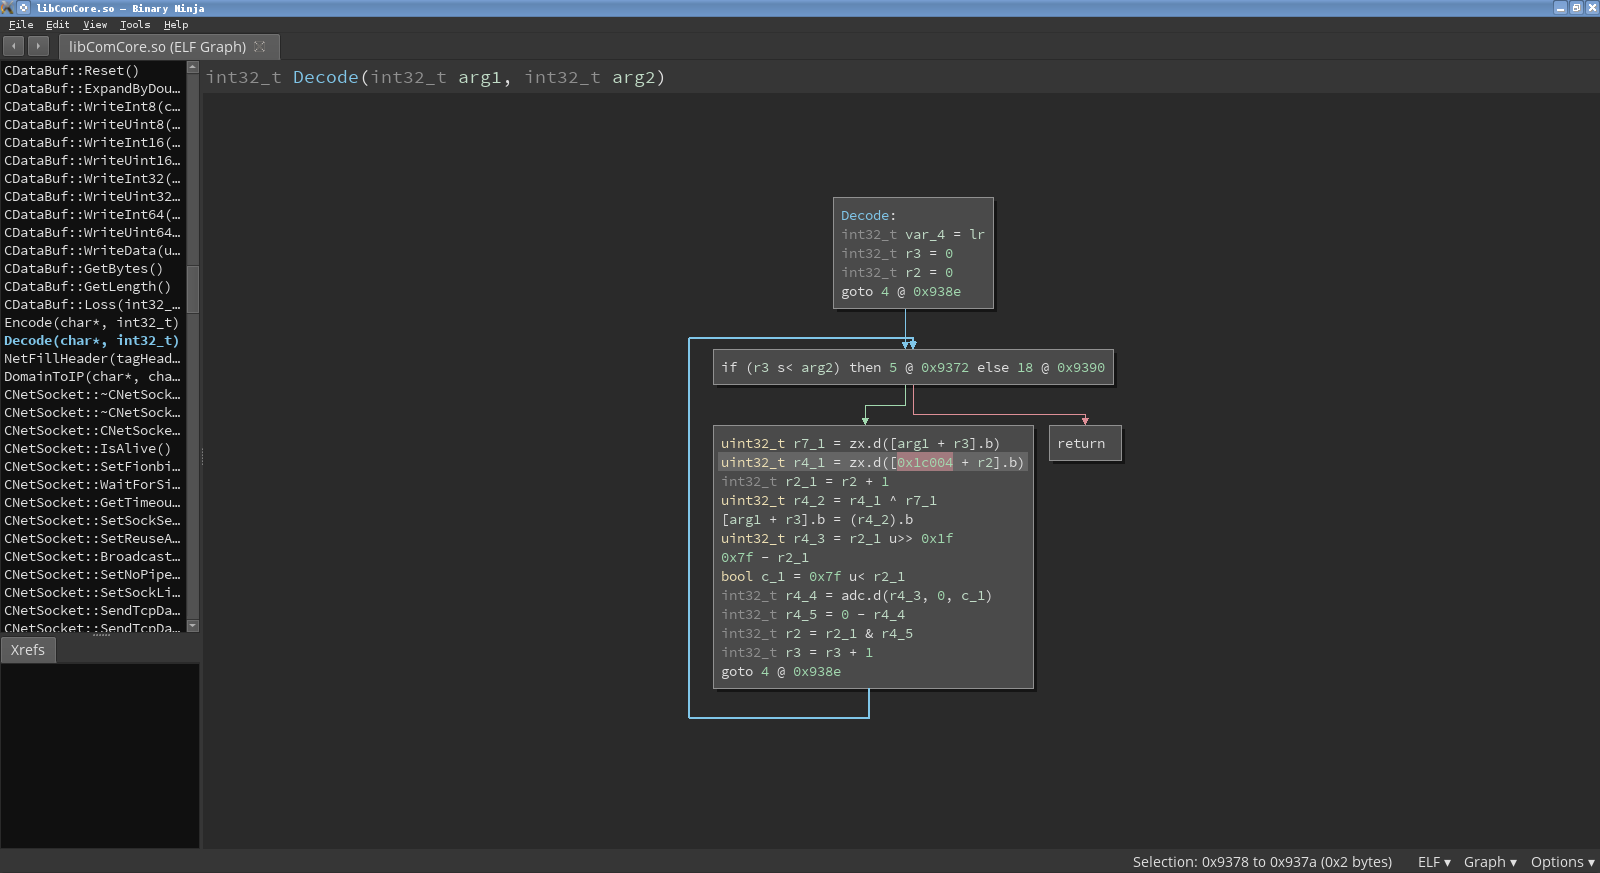 libComCore.so — Binary Ninja
File Edit View Tools Help
libComCore.so (ELF Graph)
CDataBuf::Reset()
CDataBuf::ExpandByDou…
CDataBuf::WriteInt8(c…
CDataBuf::WriteUint8(…
CDataBuf::WriteInt16(…
CDataBuf::WriteUint16…
CDataBuf::WriteInt32(…
CDataBuf::WriteUint32…
CDataBuf::WriteInt64(…
CDataBuf::WriteUint64…
CDataBuf::WriteData(u…
CDataBuf::GetBytes()
CDataBuf::GetLength()
CDataBuf::Loss(int32_…
Encode(char*, int32_t)
Decode(char*, int32_t)
NetFillHeader(tagHead…
DomainToIP(char*, cha…
CNetSocket::~CNetSock…
CNetSocket::~CNetSock…
CNetSocket::CNetSocke…
CNetSocket::IsAlive()
CNetSocket::SetFionbi…
CNetSocket::WaitForSi…
CNetSocket::GetTimeou…
CNetSocket::SetSockSe…
CNetSocket::SetReuseA…
CNetSocket::Broadcast…
CNetSocket::SetNoPipe…
CNetSocket::SetSockLi…
CNetSocket::SendTcpDa…
CNetSocket::SendTcpDa…
Xrefs
int32_t Decode(int32_t arg1, int32_t arg2)
Decode:
int32_t var_4 = lr
int32_t r3 = 0
int32_t r2 = 0
goto 4 @ 0x938e
if (r3 s< arg2) then 5 @ 0x9372 else 18 @ 0x9390
uint32_t r7_1 = zx.d([arg1 + r3].b)
uint32_t r4_1 = zx.d([0x1c004 + r2].b)
int32_t r2_1 = r2 + 1
uint32_t r4_2 = r4_1 ^ r7_1
[arg1 + r3].b = (r4_2).b
uint32_t r4_3 = r2_1 u>> 0x1f
0x7f - r2_1
bool c_1 = 0x7f u< r2_1
int32_t r4_4 = adc.d(r4_3, 0, c_1)
int32_t r4_5 = 0 - r4_4
int32_t r2 = r2_1 & r4_5
int32_t r3 = r3 + 1
goto 4 @ 0x938e
return
Selection: 0x9378 to 0x937a (0x2 bytes) ELF ▾ Graph ▾ Options ▾